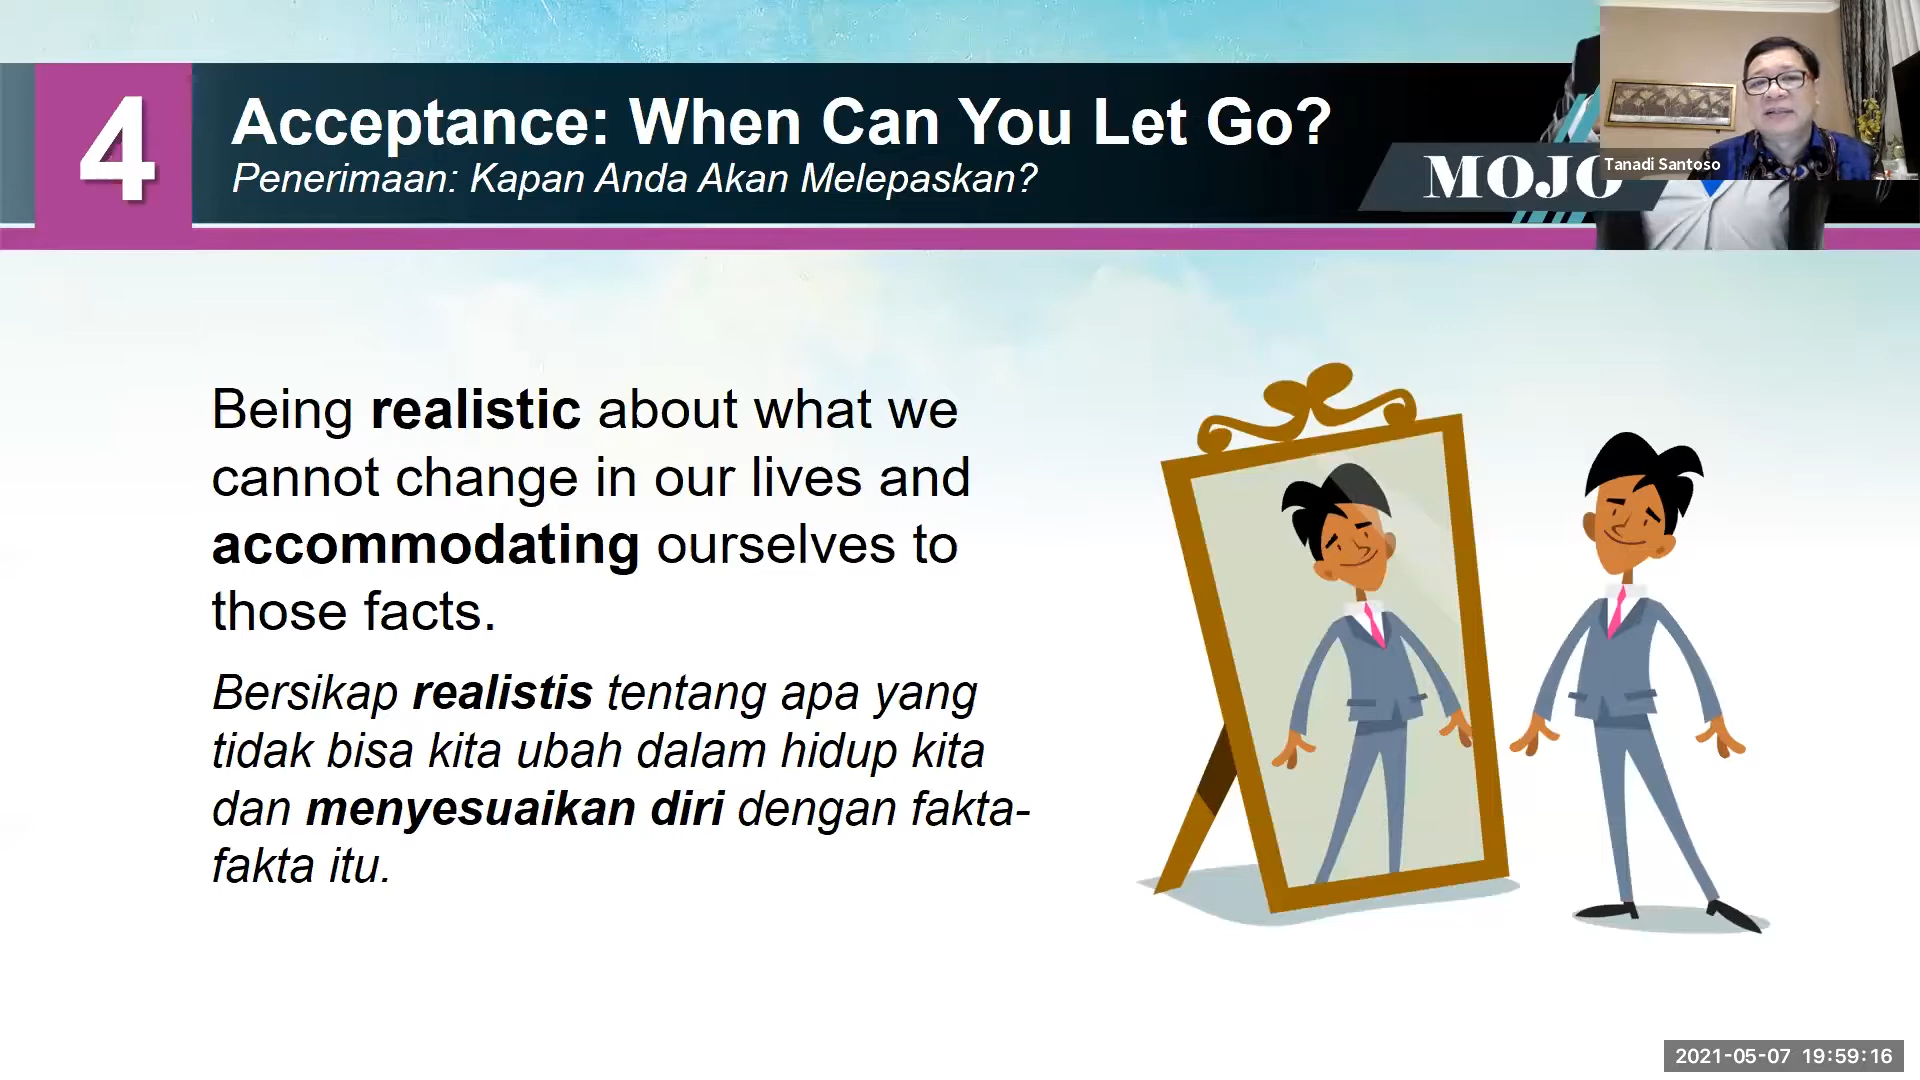 4
Acceptance: When Can You Let Go?
Penerimaan: Kapan Anda Akan Melepaskan?
MOJO
Tanadi Santoso
Being realistic about what we
cannot change in our lives and
accommodating ourselves to
those facts.
Bersikap realistis tentang apa yang
tidak bisa kita ubah dalam hidup kita
dan menyesuaikan diri dengan fakta-
fakta itu.
2021-05-07 19:59:16